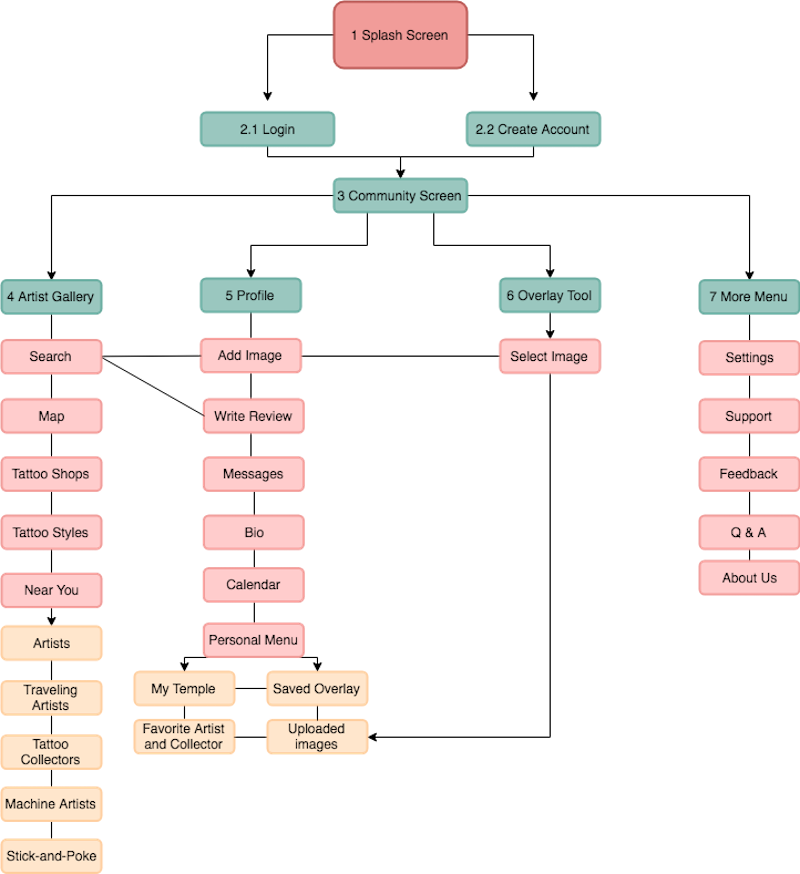 1 Splash Screen
2.1 Login
2.2 Create Account
3 Community Screen
4 Artist Gallery
5 Profile
6 Overlay Tool
7 More Menu
Search
Add Image
Select Image
Settings
Map
Write Review
Support
Tattoo Shops
Messages
Feedback
Tattoo Styles
Bio
Q & A
Near You
Calendar
About Us
Artists
Personal Menu
Traveling
Artists
My Temple
Saved Overlay
Tattoo
Collectors
Favorite Artist
and Collector
Uploaded
images
Machine Artists
Stick-and-Poke